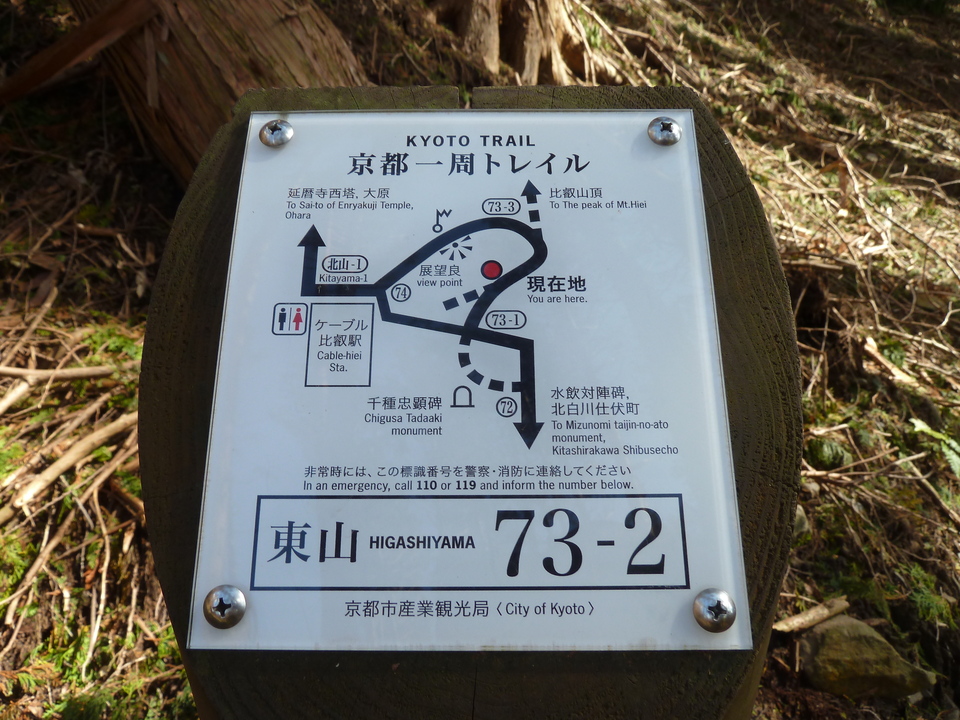 KYOTO TRAIL
京都一周トレイル
延暦寺西塔, 大原
To Sai-to of Enryakuji Temple,
Ohara
比叡山頂
To The peak of Mt.Hiei
73-3
北山-1
Kitayama-1
展望良
view point
74
現在地
You are here.
73-1
ケーブル
比叡駅
Cable-hiei
Sta.
千種忠顕碑
Chigusa Tadaaki
monument
72
水飲対陣碑,
北白川仕伏町
To Mizunomi taijin-no-ato
monument,
Kitashirakawa Shibusecho
非常時には、この標識番号を警察・消防に連絡してください
In an emergency, call 110 or 119 and inform the number below.
東山 HIGASHIYAMA 73-2
京都市産業観光局〈City of Kyoto〉